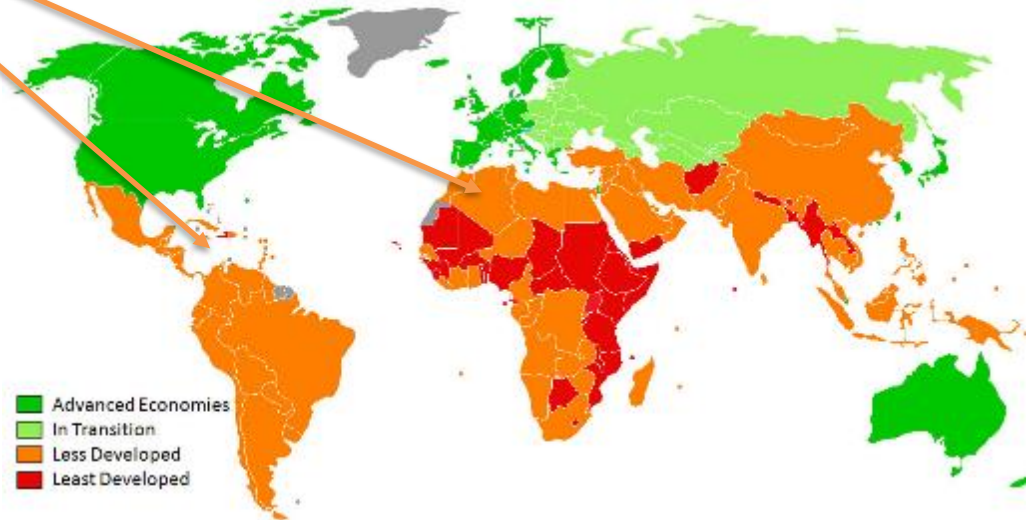 Advanced Economies
In Transition
Less Developed
Least Developed